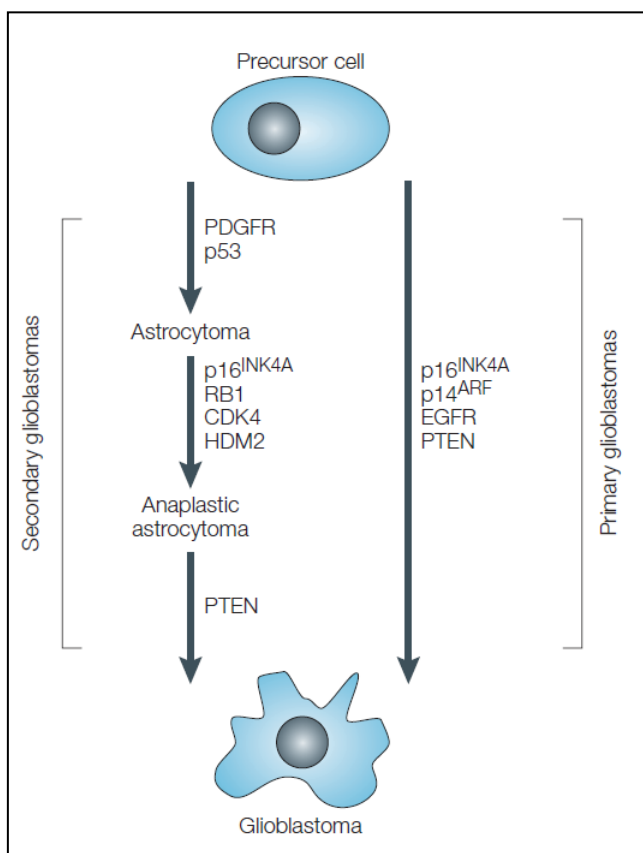 Precursor cell
PDGFR
p53
Astrocytoma
p16INK4A
RB1
CDK4
HDM2
Anaplastic
astrocytoma
PTEN
Secondary glioblastomas
p16INK4A
p14ARF
EGFR
PTEN
Primary glioblastomas
Glioblastoma